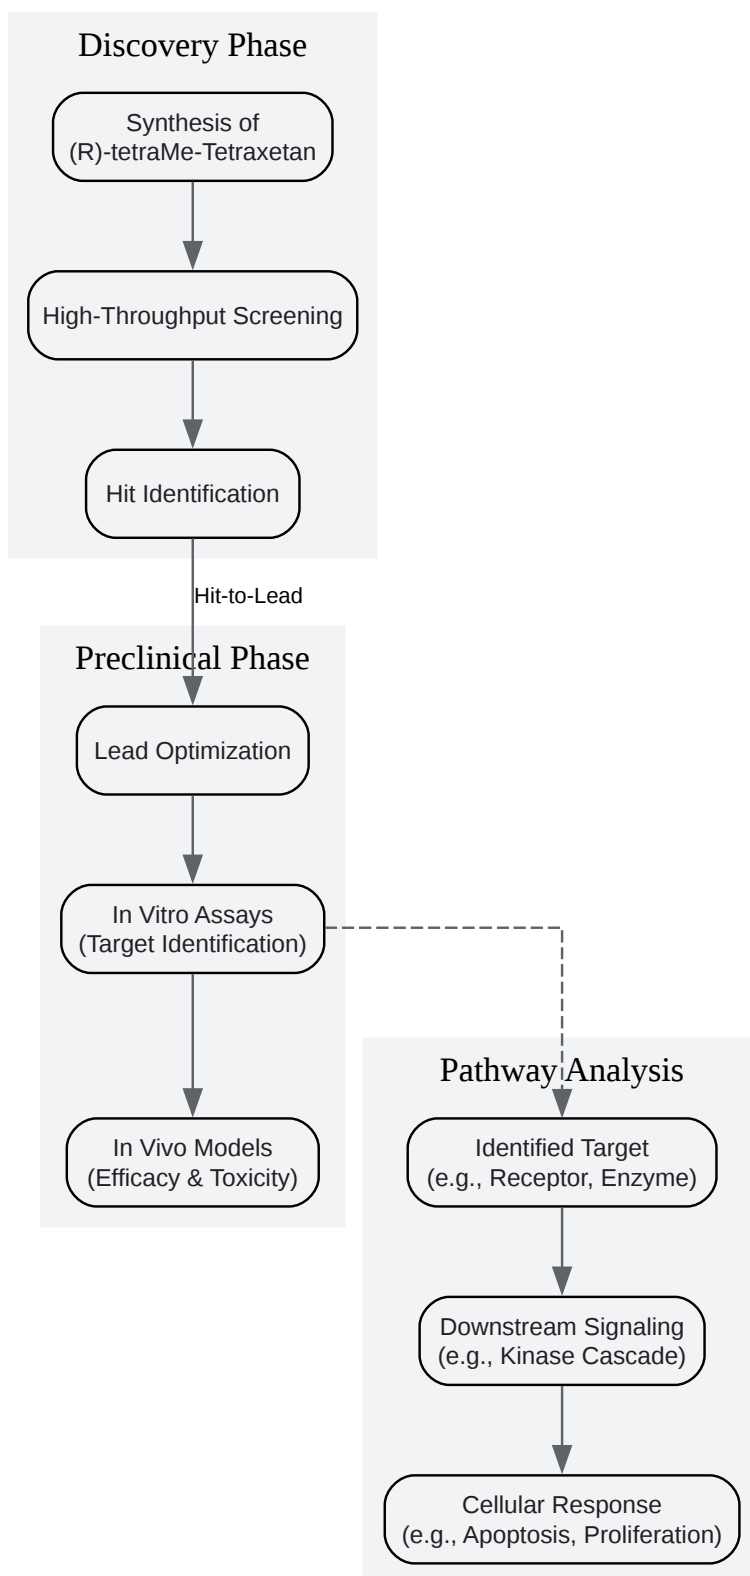 Discovery Phase
Synthesis of
(R)-tetraMe-Tetraxetan
High-Throughput Screening
Hit Identification
Hit-to-Lead
Preclinical Phase
Lead Optimization
In Vitro Assays
(Target Identification)
In Vivo Models
(Efficacy & Toxicity)
Pathway Analysis
Identified Target
(e.g., Receptor, Enzyme)
Downstream Signaling
(e.g., Kinase Cascade)
Cellular Response
(e.g., Apoptosis, Proliferation)